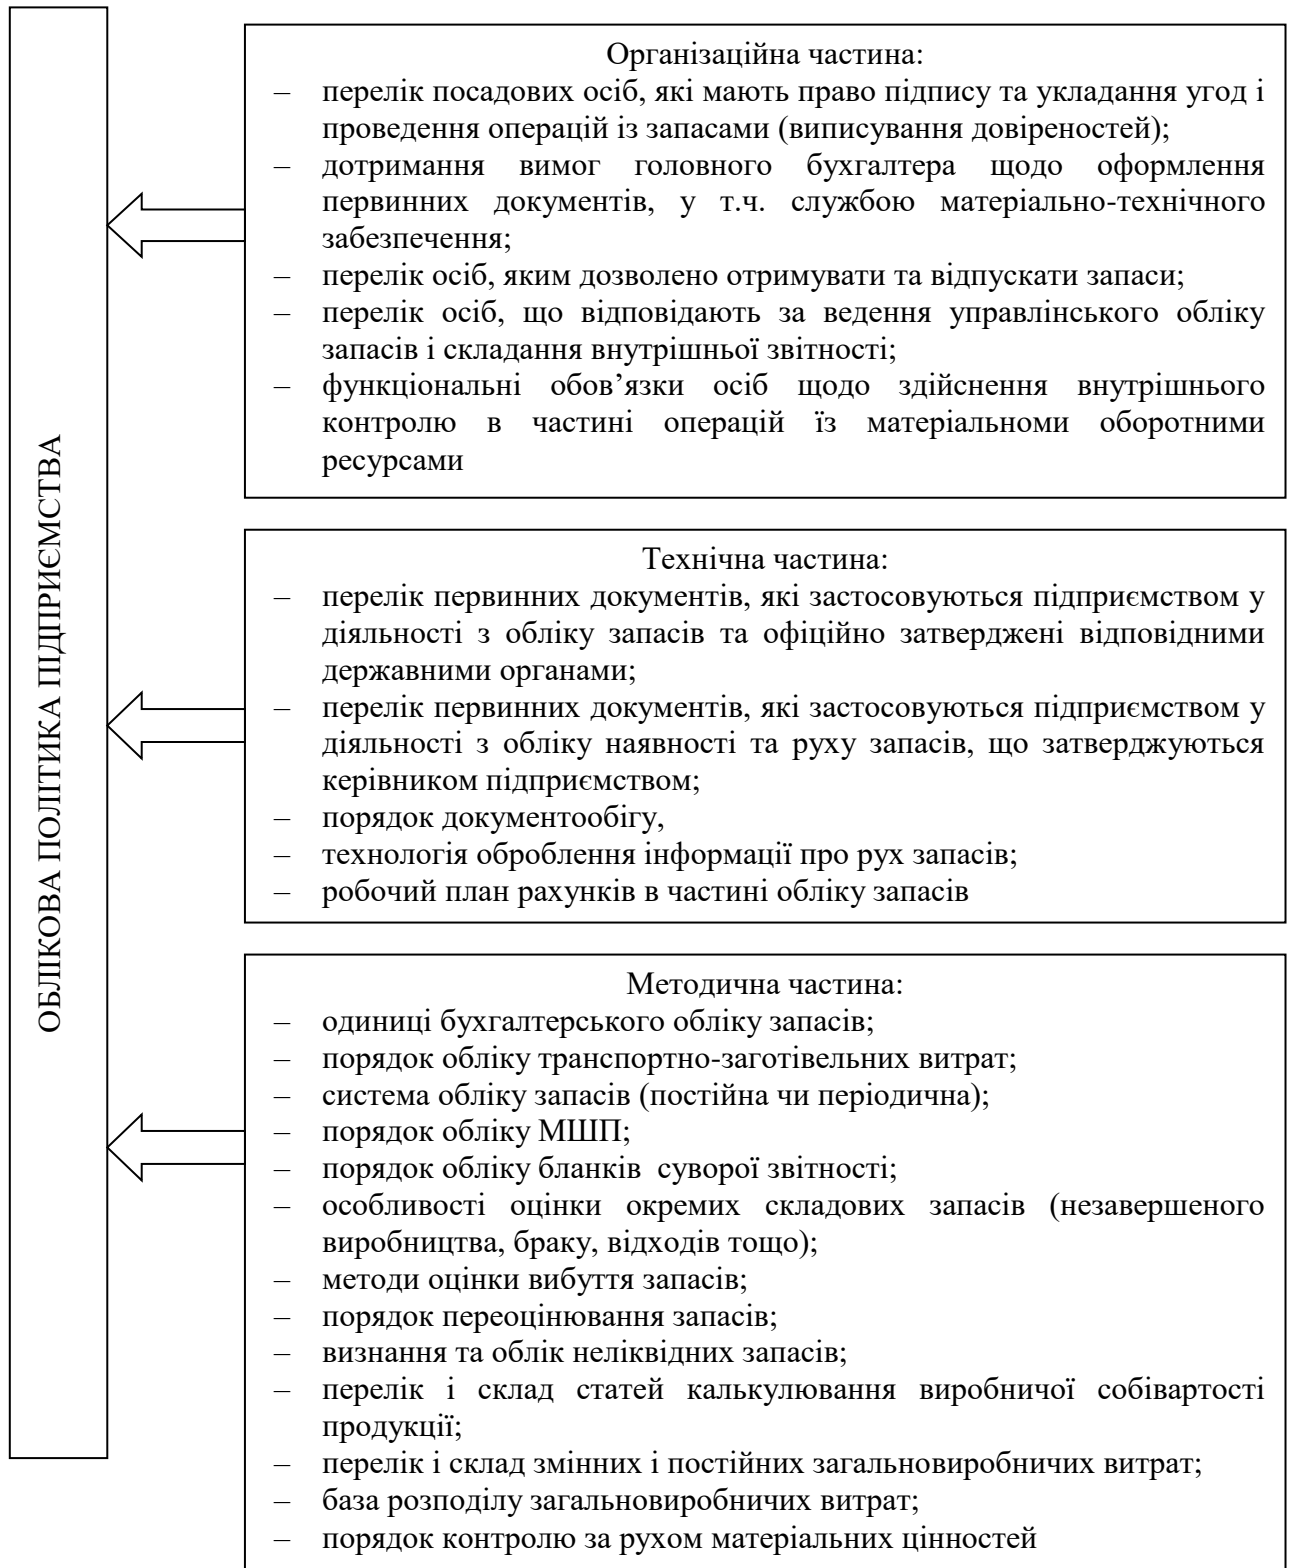 ОБЛІКОВА ПОЛІТИКА ПІДПРИЄМСТВА
Організаційна частина:
– перелік посадових осіб, які мають право підпису та укладання угод і
проведення операцій із запасами (виписування довіреностей);
– дотримання вимог головного бухгалтера щодо оформлення
первинних документів, у т.ч. службою матеріально-технічного
забезпечення;
– перелік осіб, яким дозволено отримувати та відпускати запаси;
– перелік осіб, що відповідають за ведення управлінського обліку
запасів і складання внутрішньої звітності;
– функціональні обов’язки осіб щодо здійснення внутрішнього
контролю в частині операцій їз матеріальноми оборотними
ресурсами
Технічна частина:
– перелік первинних документів, які застосовуються підприємством у
діяльності з обліку запасів та офіційно затверджені відповідними
державними органами;
– перелік первинних документів, які застосовуються підприємством у
діяльності з обліку наявності та руху запасів, що затверджуються
керівником підприємством;
– порядок документообігу,
– технологія оброблення інформації про рух запасів;
– робочий план рахунків в частині обліку запасів
Методична частина:
– одиниці бухгалтерського обліку запасів;
– порядок обліку транспортно-заготівельних витрат;
– система обліку запасів (постійна чи періодична);
– порядок обліку МШП;
– порядок обліку бланків  суворої звітності;
– особливості оцінки окремих складових запасів (незавершеного
виробництва, браку, відходів тощо);
– методи оцінки вибуття запасів;
– порядок переоцінювання запасів;
– визнання та облік неліквідних запасів;
– перелік і склад статей калькулювання виробничої собівартості
продукції;
– перелік і склад змінних і постійних загальновиробничих витрат;
– база розподілу загальновиробничих витрат;
– порядок контролю за рухом матеріальних цінностей